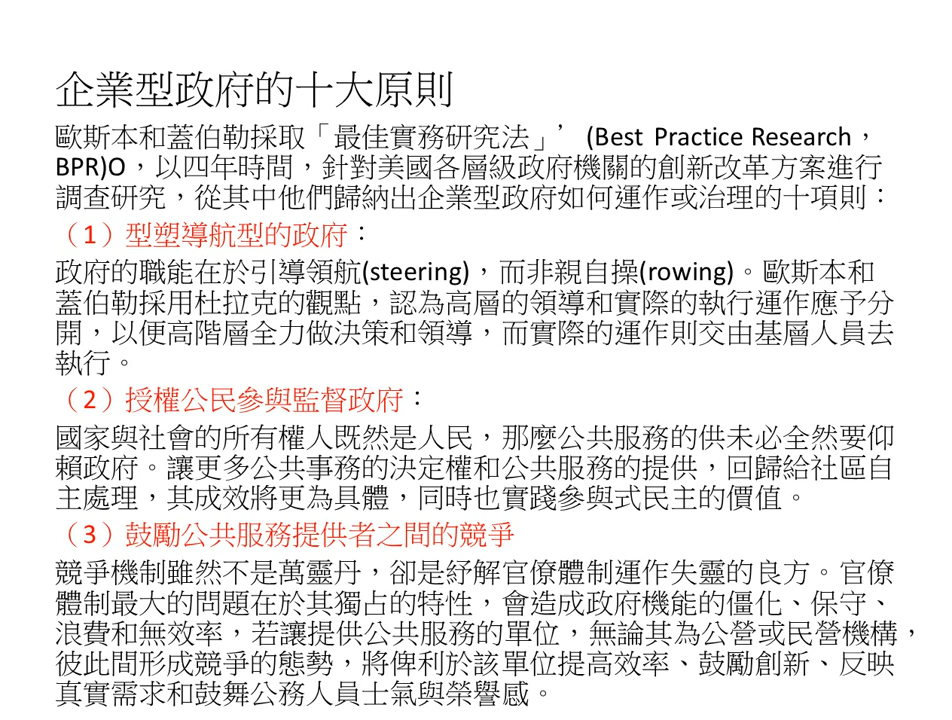 企業型政府的十大原則
歐斯本和蓋伯勒採取「最佳實務研究法」’ (Best Practice Research，
BPR)O，以四年時間，針對美國各層級政府機關的創新改革方案進行
調查研究，從其中他們歸納出企業型政府如何運作或治理的十項則：
（1）型塑導航型的政府：
政府的職能在於引導領航(steering)，而非親自操(rowing)。歐斯本和
蓋伯勒採用杜拉克的觀點，認為高層的領導和實際的執行運作應予分
開，以便高階層全力做決策和領導，而實際的運作則交由基層人員去
執行。
（2）授權公民參與監督政府：
國家與社會的所有權人既然是人民，那麼公共服務的供未必全然要仰
賴政府。讓更多公共事務的決定權和公共服務的提供，回歸給社區自
主處理，其成效將更為具體，同時也實踐參與式民主的價值。
（3）鼓勵公共服務提供者之間的競爭
競爭機制雖然不是萬靈丹，卻是紓解官僚體制運作失靈的良方。官僚
體制最大的問題在於其獨占的特性，會造成政府機能的僵化、保守、
浪費和無效率，若讓提供公共服務的單位，無論其為公營或民營機構，
彼此間形成競爭的態勢，將俾利於該單位提高效率、鼓勵創新、反映
真實需求和鼓舞公務人員士氣與榮譽感。